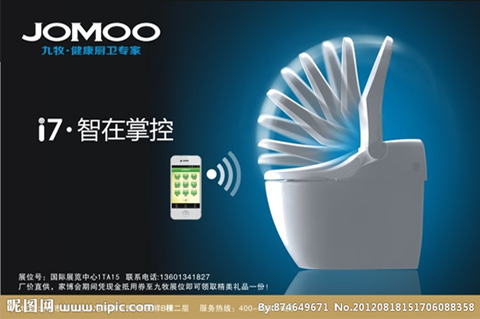 JOMOO
九牧·健康厨卫专家
i7·智在掌控
展位号：国际展览中心1TA15 联系电话:13601341827
厂价直供，家博会期间凭现金抵用券至九牧展位即可领取精美礼品一份！
二层 服务热线：400-
昵图网 www.nipic.com By:874649671 No.20120818151706088358